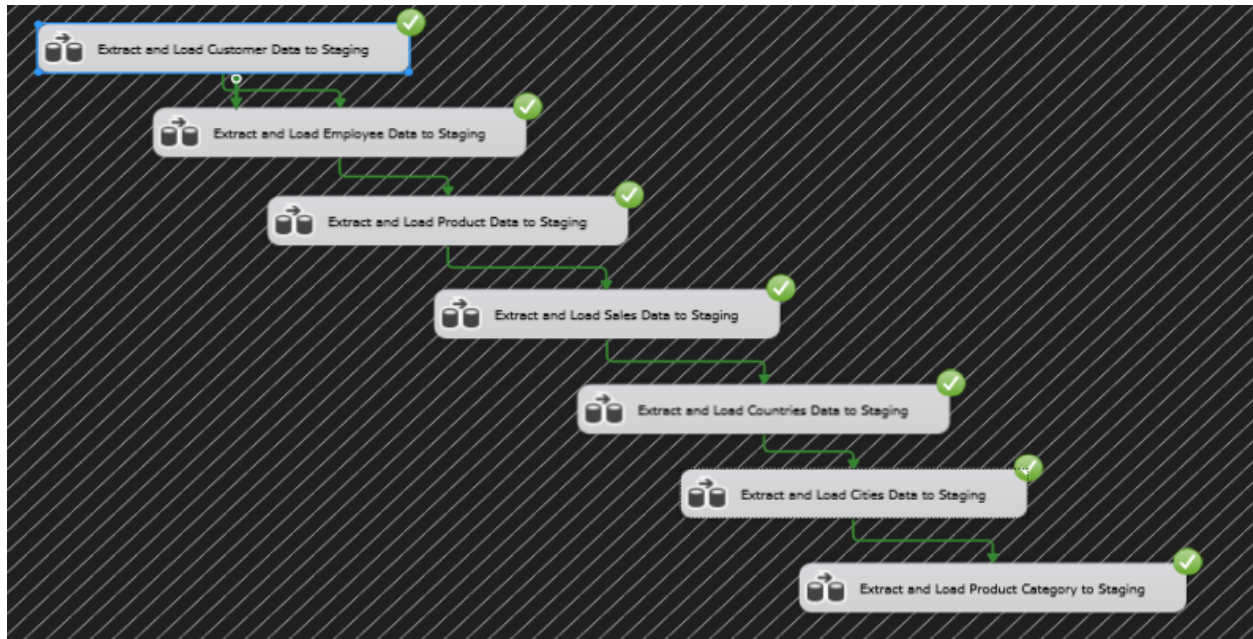 Extract and Load Customer Data to Staging
Extract and Load Employee Data to Staging
Extract and Load Product Data to Staging
Extract and Load Sales Data to Staging
Extract and Load Countries Data to Staging
Extract and Load Cities Data to Staging
Extract and Load Product Category to Staging